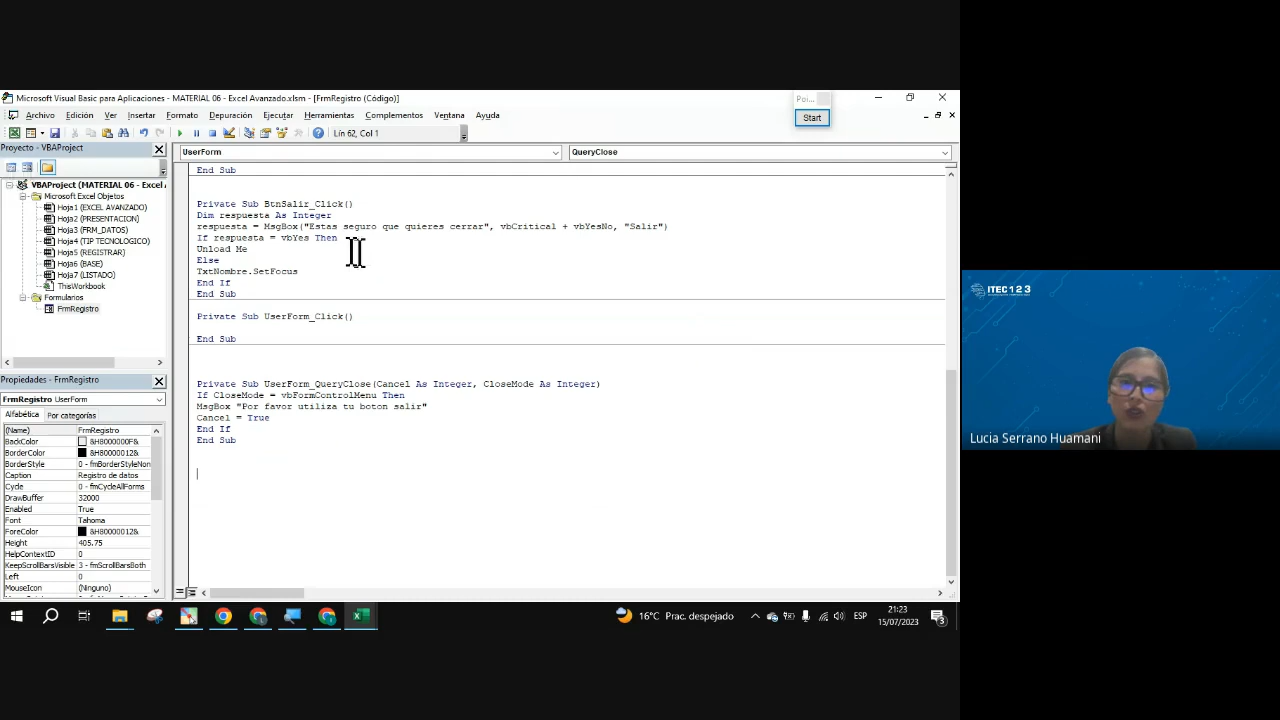 Microsoft Visual Basic para Aplicaciones - MATERIAL 06 - Excel Avanzado.xlsm - [FrmRegistro (Código)]
Poi...
Start
Archivo Edición Ver Insertar Formato Depuración Ejecutar Herramientas Complementos Ventana Ayuda
Lín 62, Col 1
Proyecto - VBAProject
UserForm
QueryClose
VBAProject (MATERIAL 06 - Excel A
Microsoft Excel Objetos
Hoja1 (EXCEL AVANZADO)
Hoja2 (PRESENTACION)
Hoja3 (FRM_DATOS)
Hoja4 (TIP TECNOLOGICO)
Hoja5 (REGISTRAR)
Hoja6 (BASE)
Hoja7 (LISTADO)
ThisWorkbook
Formularios
FrmRegistro
End Sub
Private Sub BtnSalir_Click()
Dim respuesta As Integer
respuesta = MsgBox("Estas seguro que quieres cerrar", vbCritical + vbYesNo, "Salir")
If respuesta = vbYes Then
Unload Me
Else
TxtNombre.SetFocus
End If
End Sub
Private Sub UserForm_Click()
End Sub
Private Sub UserForm_QueryClose(Cancel As Integer, CloseMode As Integer)
If CloseMode = vbFormControlMenu Then
MsgBox "Por favor utiliza tu boton salir"
Cancel = True
End If
End Sub
Propiedades - FrmRegistro
FrmRegistro UserForm
Alfabética Por categorías
(Name) FrmRegistro
BackColor &H8000000F&
BorderColor &H80000012&
BorderStyle 0 - fmBorderStyleNon
Caption Registro de datos
Cycle 0 - fmCycleAllForms
DrawBuffer 32000
Enabled True
Font Tahoma
ForeColor &H80000012&
Height 405.75
HelpContextID 0
KeepScrollBarsVisible 3 - fmScrollBarsBoth
Left 0
MouseIcon (Ninguno)
16°C Prac. despejado
ESP
21:23
15/07/2023
3
ITEC 1 2 3
Lucia Serrano Huamani